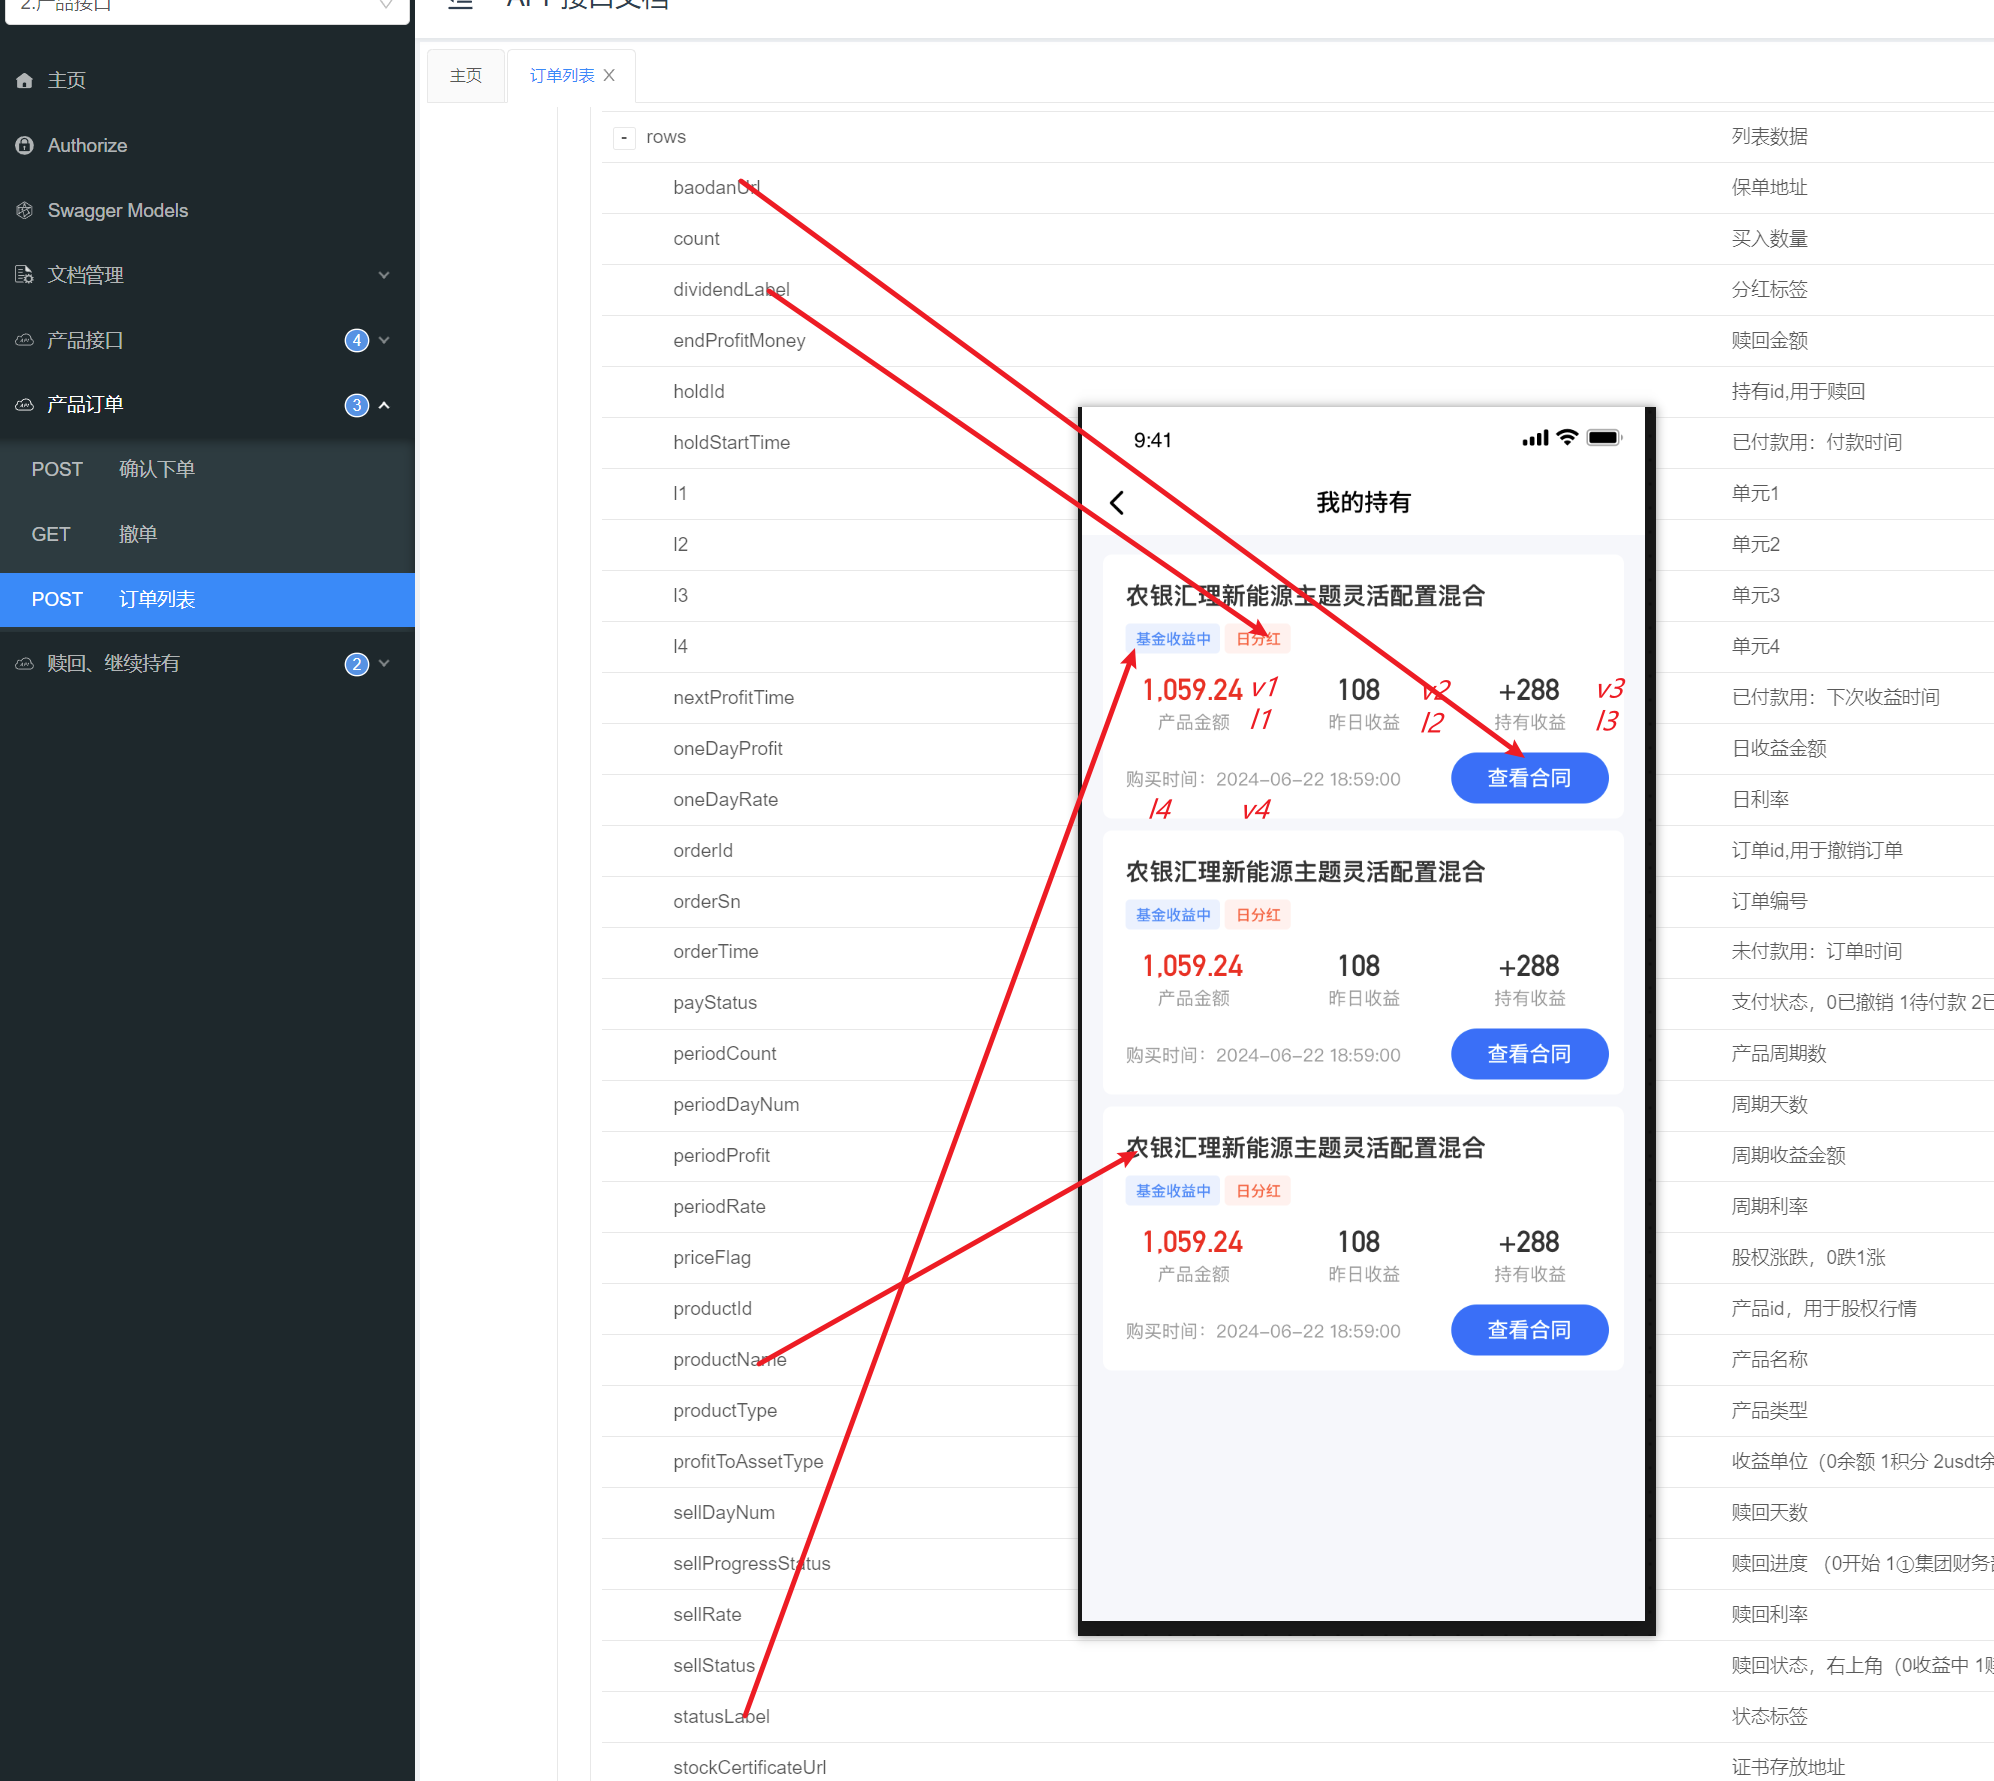 2.产品接口
API 接口文档
主页
Authorize
Swagger Models
文档管理
产品接口 4
产品订单 3
POST 确认下单
GET 撤单
POST 订单列表
赎回、继续持有 2
主页 订单列表 X
- rows 列表数据
baodanUrl 保单地址
count 买入数量
dividendLabel 分红标签
endProfitMoney 赎回金额
holdId 持有id,用于赎回
holdStartTime 已付款用：付款时间
l1 单元1
l2 单元2
l3 单元3
l4 单元4
nextProfitTime 已付款用：下次收益时间
oneDayProfit 日收益金额
oneDayRate 日利率
orderId 订单id,用于撤销订单
orderSn 订单编号
orderTime 未付款用：订单时间
payStatus 支付状态，0已撤销 1待付款 2已
periodCount 产品周期数
periodDayNum 周期天数
periodProfit 周期收益金额
periodRate 周期利率
priceFlag 股权涨跌，0跌1涨
productId 产品id，用于股权行情
productName 产品名称
productType 产品类型
profitToAssetType 收益单位（0余额 1积分 2usdt余
sellDayNum 赎回天数
sellProgressStatus 赎回进度 （0开始 1①集团财务
sellRate 赎回利率
sellStatus 赎回状态，右上角（0收益中 1
statusLabel 状态标签
stockCertificateUrl 证书存放地址
9:41
我的持有
农银汇理新能源主题灵活配置混合
基金收益中 日分红
1,059.24 v1 108 v2 +288 v3
产品金额 l1 昨日收益 l2 持有收益 l3
购买时间：2024-06-22 18:59:00 查看合同
l4 v4
农银汇理新能源主题灵活配置混合
基金收益中 日分红
1,059.24 108 +288
产品金额 昨日收益 持有收益
购买时间：2024-06-22 18:59:00 查看合同
农银汇理新能源主题灵活配置混合
基金收益中 日分红
1,059.24 108 +288
产品金额 昨日收益 持有收益
购买时间：2024-06-22 18:59:00 查看合同